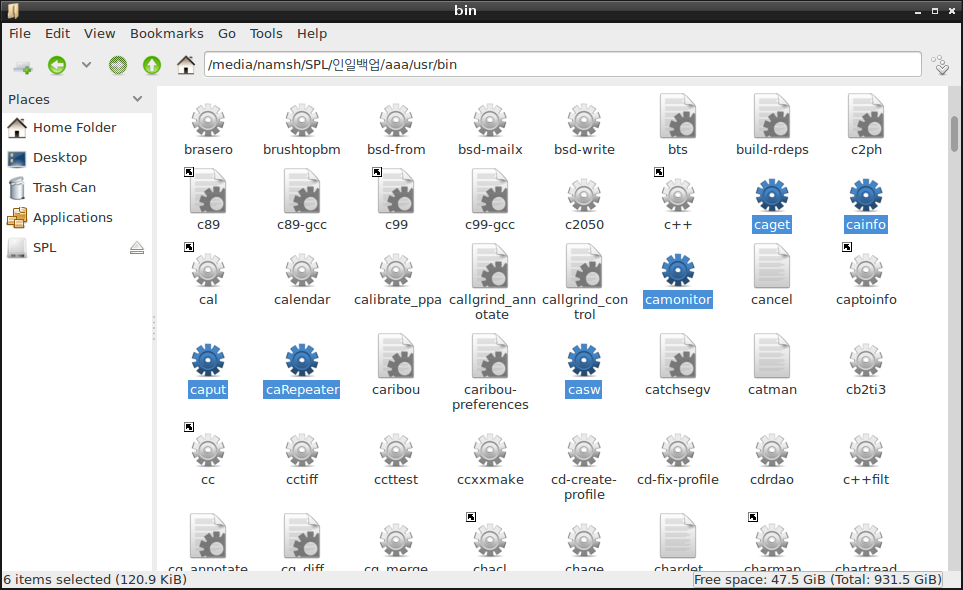 bin
File Edit View Bookmarks Go Tools Help
/media/namsh/SPL/인일백업/aaa/usr/bin
Places
Home Folder
Desktop
Trash Can
Applications
SPL
brasero brushtopbm bsd-from bsd-mailx bsd-write bts build-rdeps c2ph
c89 c89-gcc c99 c99-gcc c2050 c++ caget cainfo
cal calendar calibrate_ppa callgrind_ann callgrind_con camonitor cancel captoinfo
otate trol
caput caRepeater caribou caribou- casw catchsegv catman cb2ti3
preferences
cc cctiff ccttest ccxxmake cd-create- cd-fix-profile cdrdao c++filt
profile
cg_annotate cg_diff cg_merge chacl chage chardet charmap chartread
6 items selected (120.9 KiB)
Free space: 47.5 GiB (Total: 931.5 GiB)